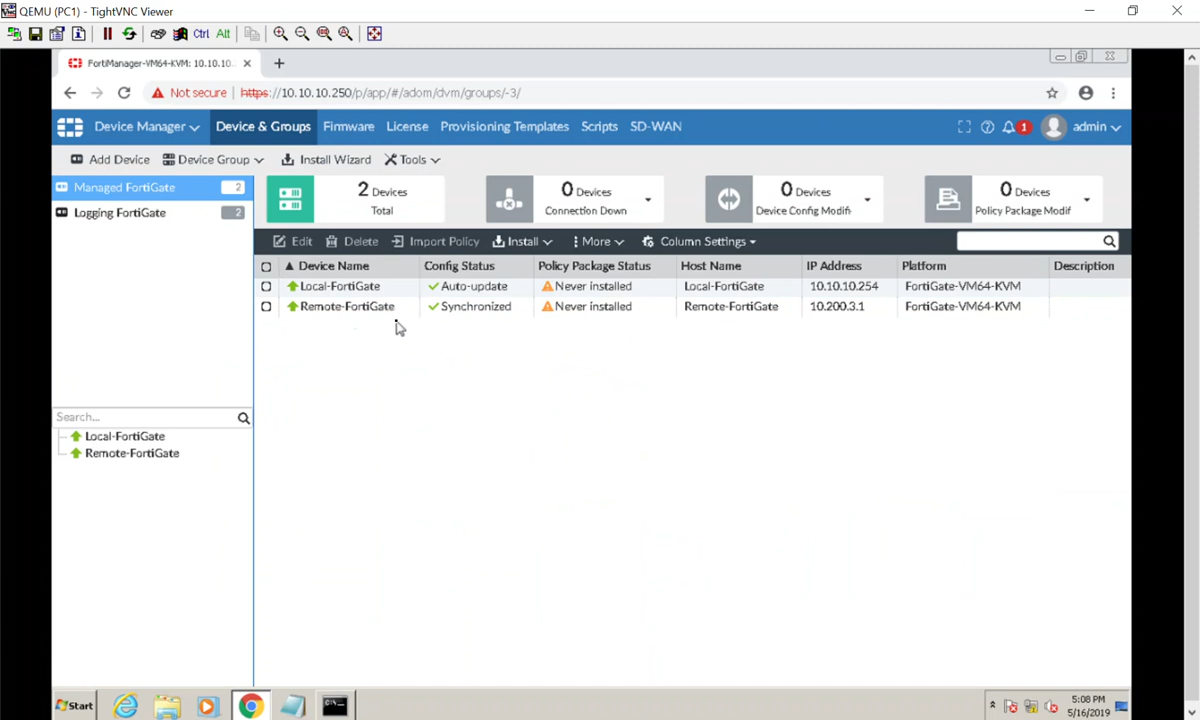 QEMU (PC1) - TightVNC Viewer
Ctrl Alt
FortiManager-VM64-KVM: 10.10.10..
Not secure | https://10.10.10.250/p/app/#/adom/dvm/groups/-3/
Device Manager Device & Groups Firmware License Provisioning Templates Scripts SD-WAN 1 admin
Add Device Device Group Install Wizard Tools
Managed FortiGate 2
Logging FortiGate 2
2 Devices
Total
0 Devices
Connection Down
0 Devices
Device Config Modifi
0 Devices
Policy Package Modif
Edit Delete Import Policy Install More Column Settings
Device Name Config Status Policy Package Status Host Name IP Address Platform Description
Local-FortiGate Auto-update Never installed Local-FortiGate 10.10.10.254 FortiGate-VM64-KVM
Remote-FortiGate Synchronized Never installed Remote-FortiGate 10.200.3.1 FortiGate-VM64-KVM
Search...
Local-FortiGate
Remote-FortiGate
Start
5:08 PM
5/16/2019